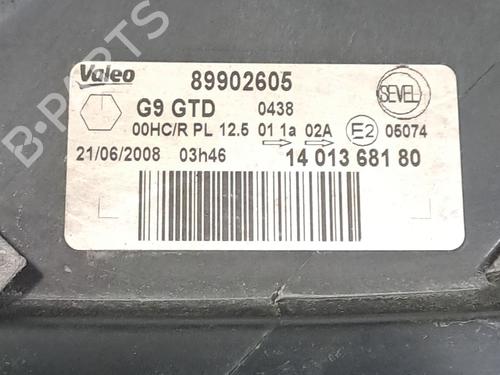 Valeo
89902605
SEVEL
G9 GTD 0438
00HC/R PL 12.5 01 1a 02A E2 05074
21/06/2008 03h46 14 013 681 80
B-PARTS